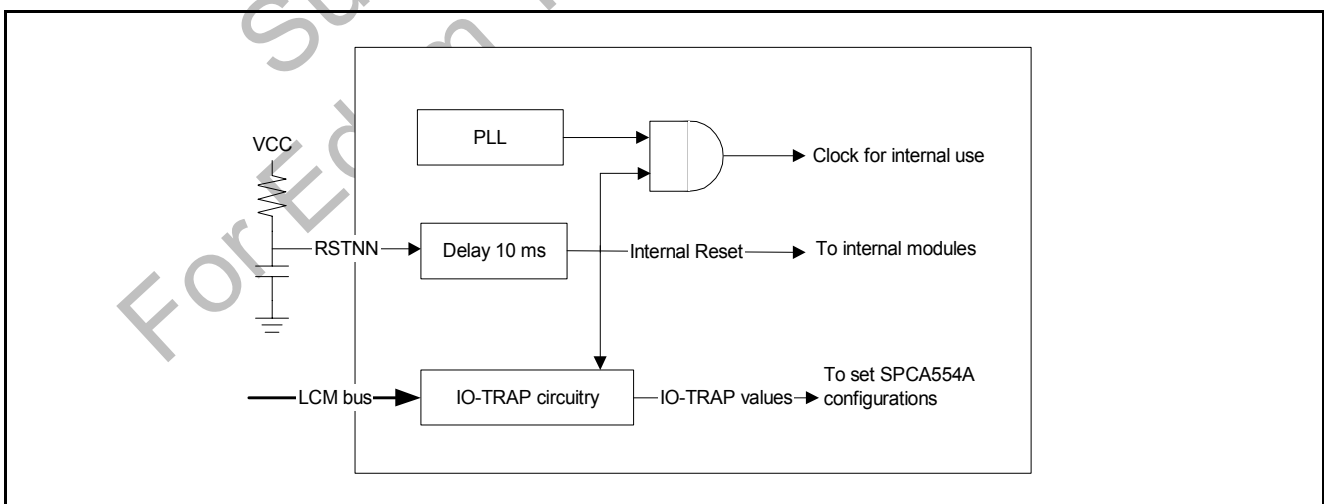 PLL
VCC
Clock for internal use
RSTNN
Delay 10 ms
Internal Reset
To internal modules
LCM bus
IO-TRAP circuitry
IO-TRAP values
To set SPCA554A
configurations
For